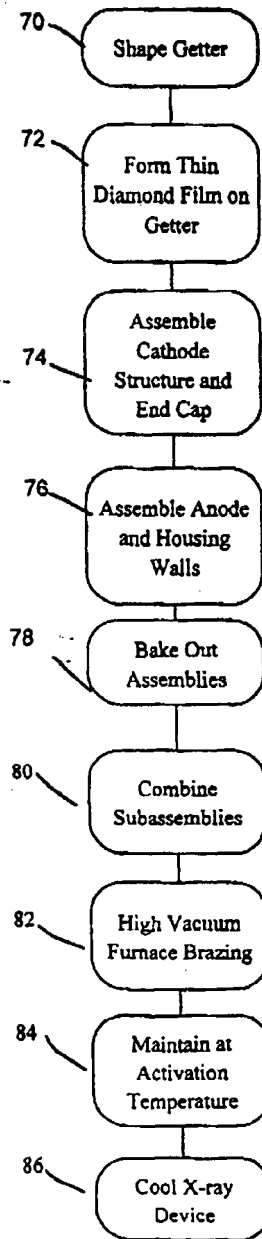 70
Shape Getter
72
Form Thin
Diamond Film on
Getter
74
Assemble
Cathode
Structure and
End Cap
76
Assemble Anode
and Housing
Walls
78
Bake Out
Assemblies
80
Combine
Subassemblies
82
High Vacuum
Furnace Brazing
84
Maintain at
Activation
Temperature
86
Cool X-ray
Device